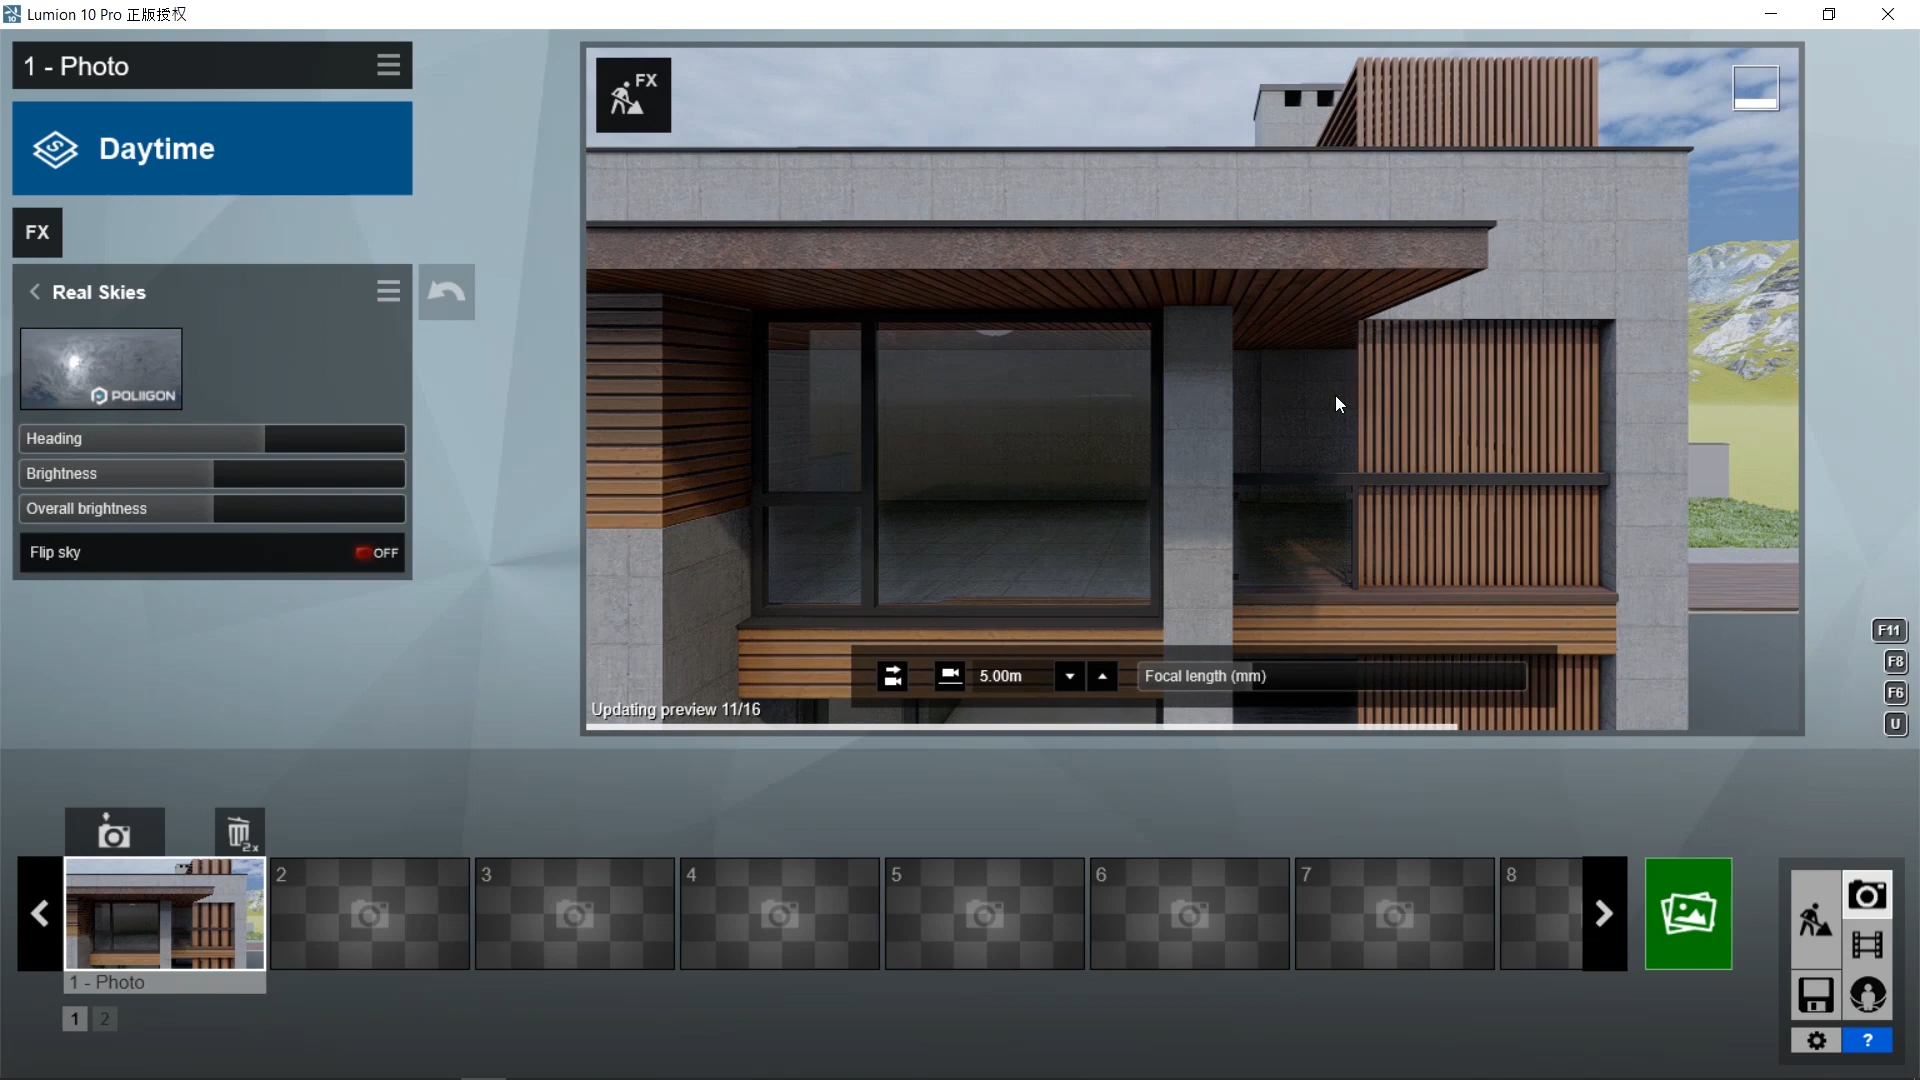 Lumion 10 Pro 正版授权
1 - Photo
Daytime
FX
FX
Real Skies
POLIIGON
Heading
Brightness
Overall brightness
Flip sky
OFF
5.00m
Focal length (mm)
Updating preview 11/16
F11
F8
F6
U
2x
2
3
4
5
6
7
8
1 - Photo
1
2
?